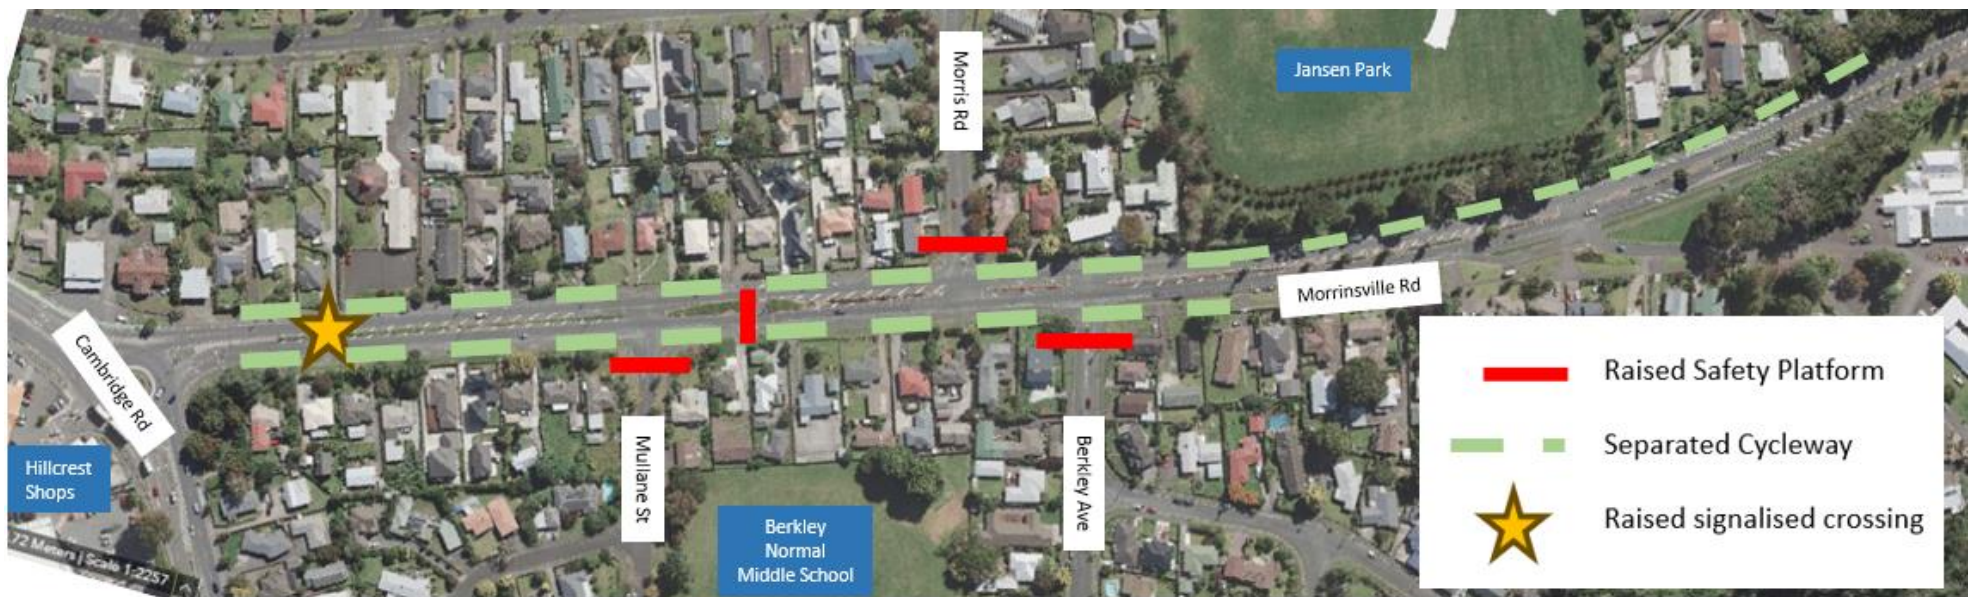 Jansen Park
Morris Rd
Morrinsville Rd
Cambridge Rd
Hillcrest
Shops
Mullane St
Berkley
Normal
Middle School
Berkley Ave
72 Meters | Scale 1:2257
Raised Safety Platform
Separated Cycleway
Raised signalised crossing